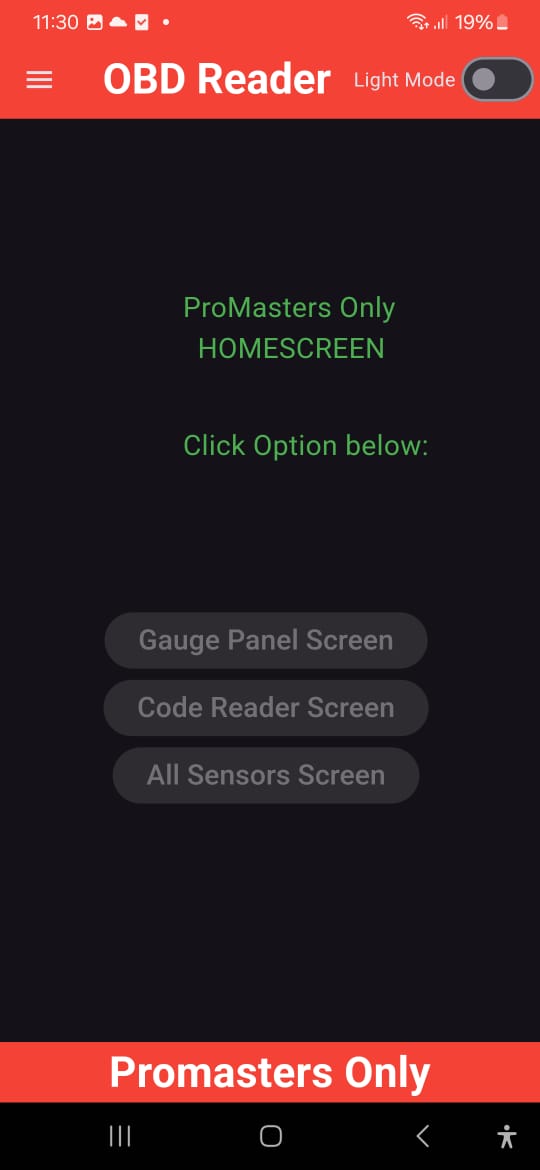 11:30
19%
OBD Reader
Light Mode
ProMasters Only
HOMESCREEN
Click Option below:
Gauge Panel Screen
Code Reader Screen
All Sensors Screen
Promasters Only